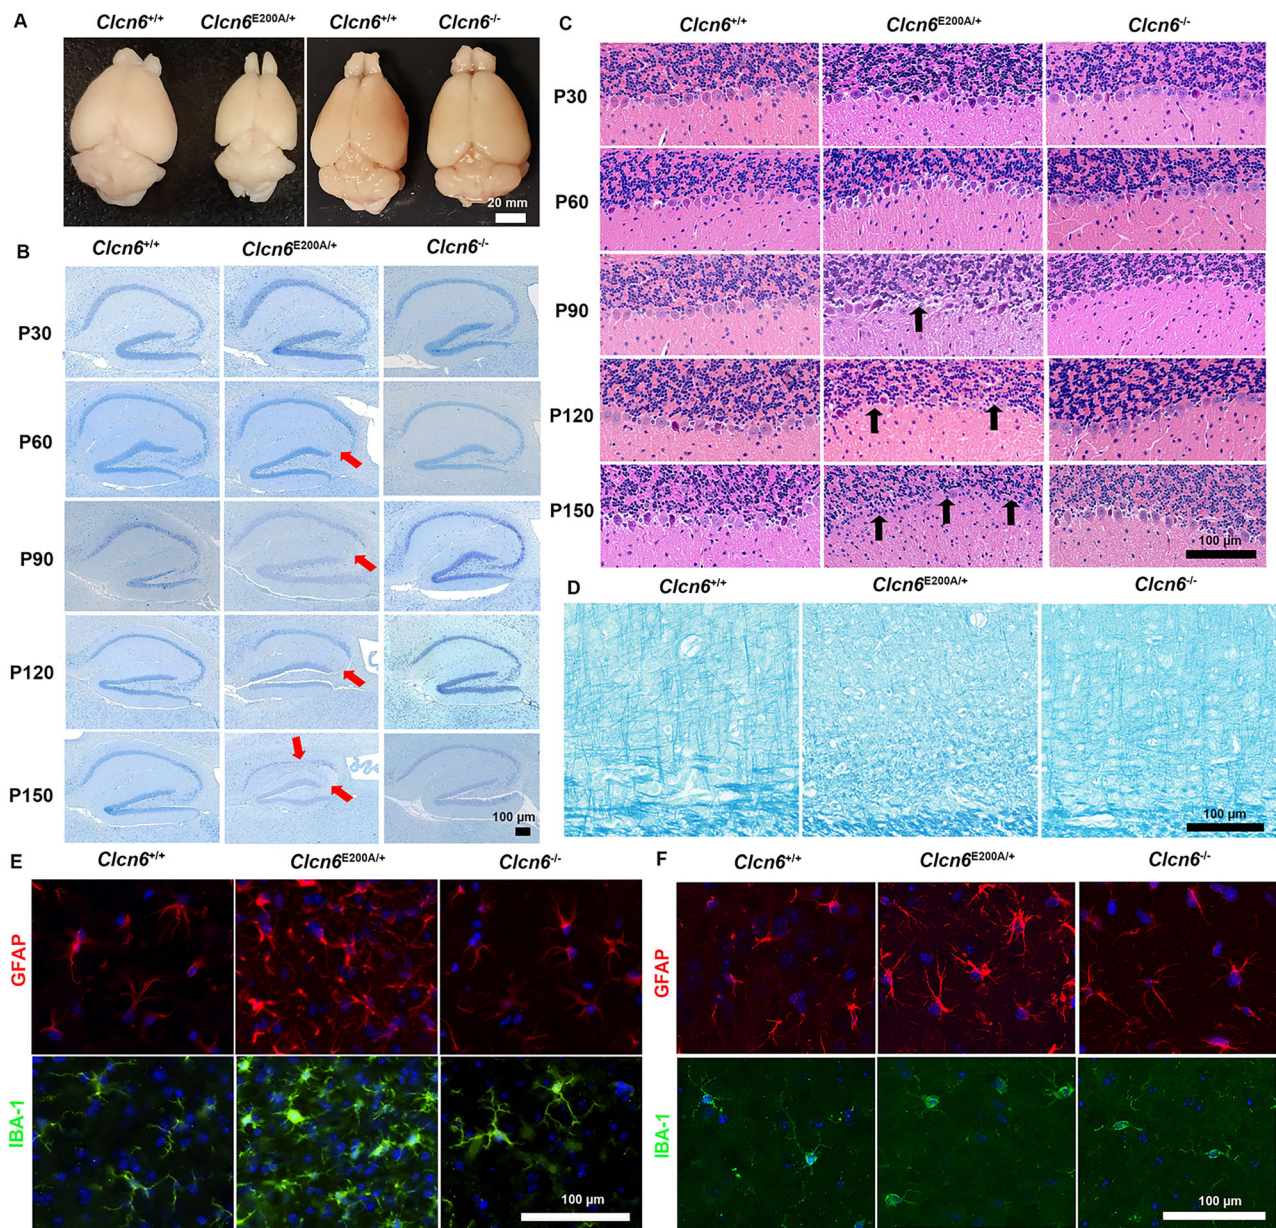 A Clcn6+/+ Clcn6E200A/+ Clcn6+/+ Clcn6-/-
20 mm
B Clcn6+/+ Clcn6E200A/+ Clcn6-/-
P30
P60
P90
P120
P150
100 µm
C Clcn6+/+ Clcn6E200A/+ Clcn6-/-
P30
P60
P90
P120
P150
100 µm
D Clcn6+/+ Clcn6E200A/+ Clcn6-/-
100 µm
E Clcn6+/+ Clcn6E200A/+ Clcn6-/-
GFAP
IBA-1
100 µm
F Clcn6+/+ Clcn6E200A/+ Clcn6-/-
GFAP
IBA-1
100 µm